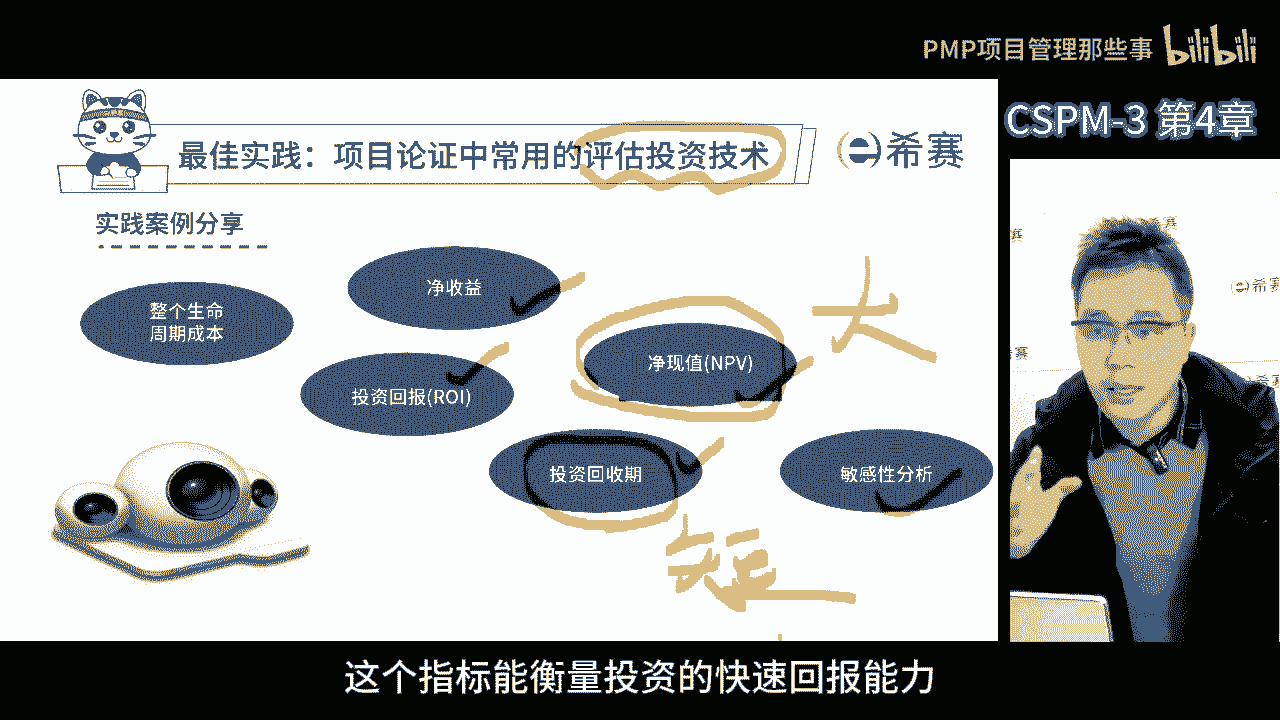 PMP项目管理那些事 bilibili
CSPM-3 第4章
最佳实践：项目论证中常用的评估投资技术
希赛
实践案例分享
净收益
整个生命
周期成本
净现值(NPV)
大
投资回报(ROI)
投资回收期
敏感性分析
短
希赛
赛
这个指标能衡量投资的快速回报能力